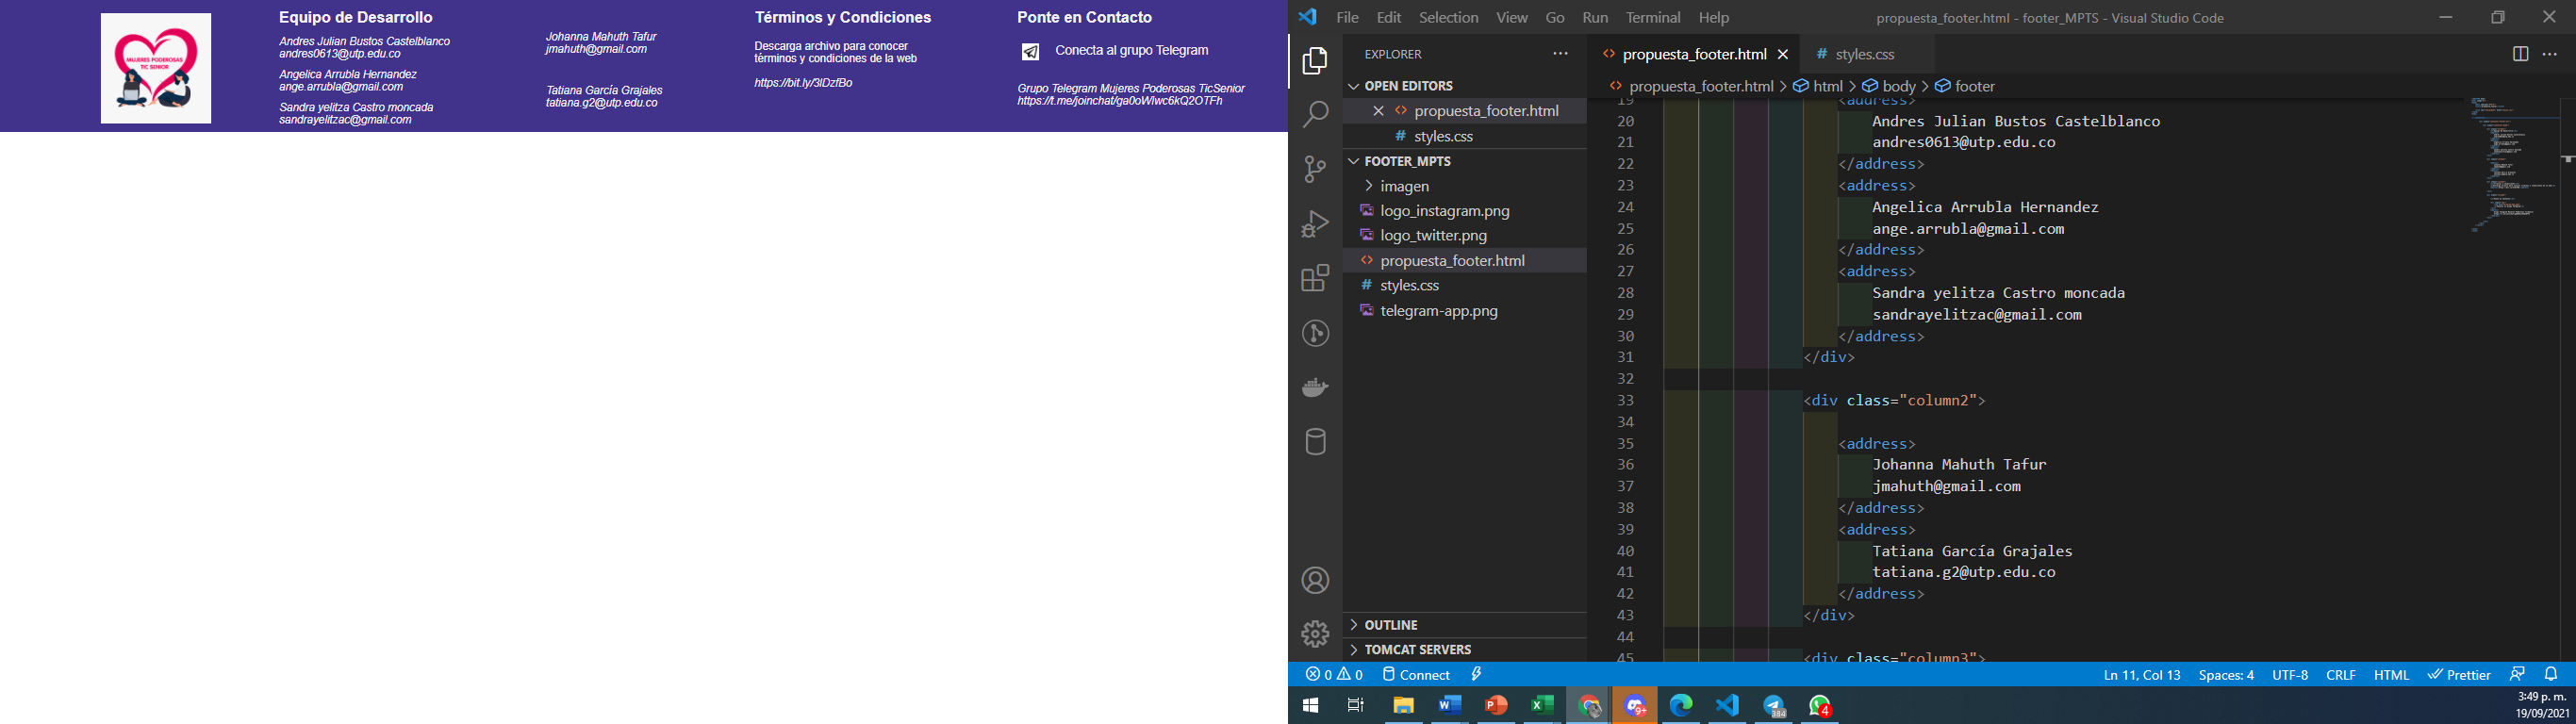 MUJERES PODEROSAS
TIC SENIOR
Equipo de Desarrollo
Andres Julian Bustos Castelblanco
andres0613@utp.edu.co
Angelica Arrubla Hernandez
ange.arrubla@gmail.com
Sandra yelitza Castro moncada
sandrayelitzac@gmail.com
Johanna Mahuth Tafur
jmahuth@gmail.com
Tatiana García Grajales
tatiana.g2@utp.edu.co
Términos y Condiciones
Descarga archivo para conocer
términos y condiciones de la web
https://bit.ly/3lDzfBo
Ponte en Contacto
Conecta al grupo Telegram
Grupo Telegram Mujeres Poderosas TicSenior
https://t.me/joinchat/ga0oWlwc6kQ2OTFh
File Edit Selection View Go Run Terminal Help
propuesta_footer.html - footer_MPTS - Visual Studio Code
EXPLORER
OPEN EDITORS
propuesta_footer.html
styles.css
FOOTER_MPTS
imagen
logo_instagram.png
logo_twitter.png
propuesta_footer.html
styles.css
telegram-app.png
OUTLINE
TOMCAT SERVERS
propuesta_footer.html
styles.css
propuesta_footer.html > html > body > footer
19 <address>
20 Andres Julian Bustos Castelblanco
21 andres0613@utp.edu.co
22 </address>
23 <address>
24 Angelica Arrubla Hernandez
25 ange.arrubla@gmail.com
26 </address>
27 <address>
28 Sandra yelitza Castro moncada
29 sandrayelitzac@gmail.com
30 </address>
31 </div>
32
33 <div class="column2">
34
35 <address>
36 Johanna Mahuth Tafur
37 jmahuth@gmail.com
38 </address>
39 <address>
40 Tatiana García Grajales
41 tatiana.g2@utp.edu.co
42 </address>
43 </div>
44
45 <div class="column3">
0 0 Connect
Ln 11, Col 13 Spaces: 4 UTF-8 CRLF HTML Prettier
9+ 384 4
3:49 p. m.
19/09/2021